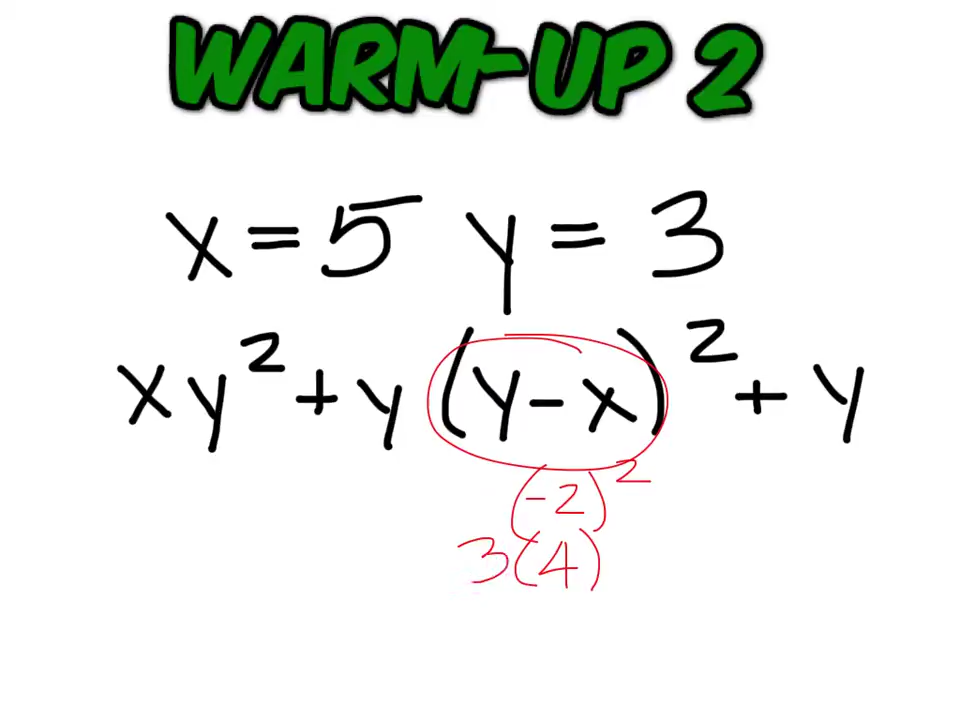 WARM-UP 2
x = 5 y = 3
xy² + y (y - x)² + y
(-2)²
3(4)